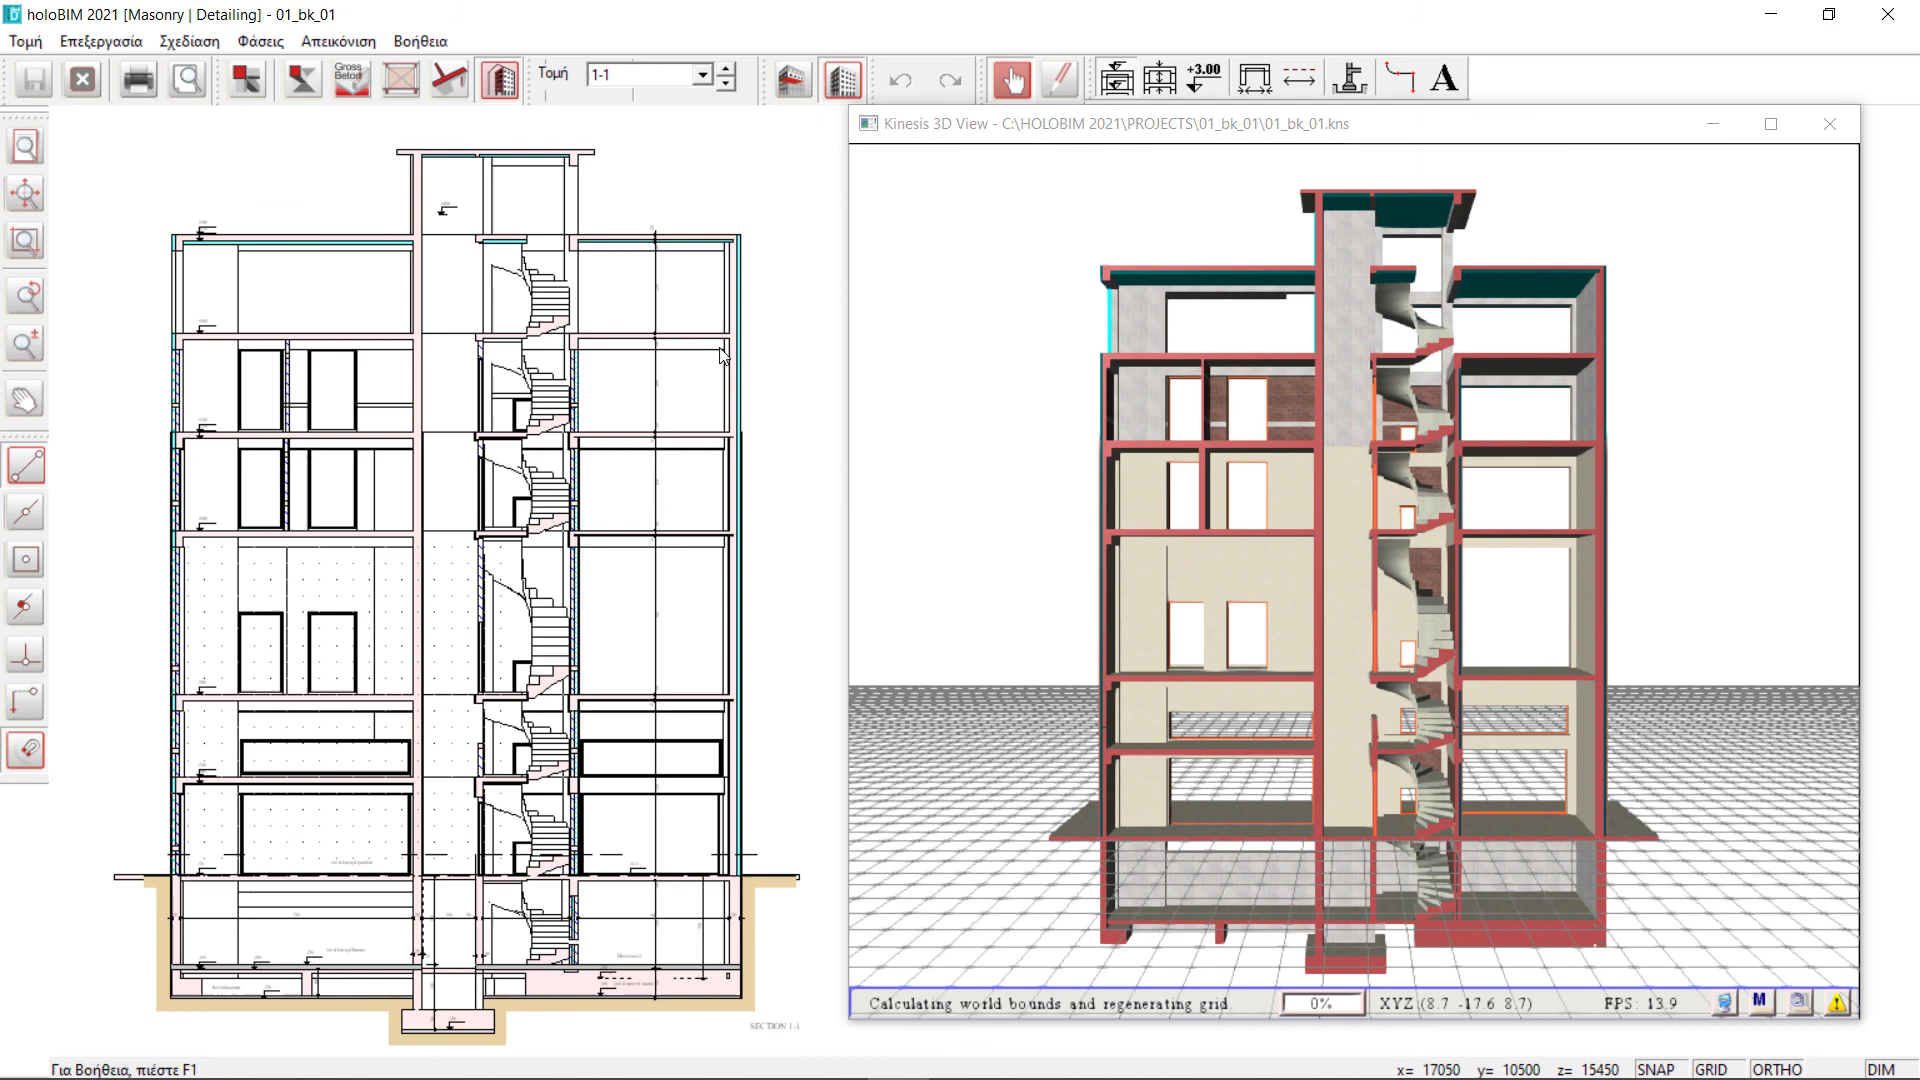 holoBIM 2021 [Masonry | Detailing] - 01_bk_01
Τομή Επεξεργασία Σχεδίαση Φάσεις Απεικόνιση Βοήθεια
Gross Beton
Τομή 1-1
+3.00
A
Kinesis 3D View - C:\HOLOBIM 2021\PROJECTS\01_bk_01\01_bk_01.kns
SECTION 1-1
Calculating world bounds and regenerating grid. 0% XYZ (8.7 -17.6 8.7) FPS: 13.9 M
Για Βοήθεια, πιέστε F1 x= 17050 y= 10500 z= 15450 SNAP GRID ORTHO DIM